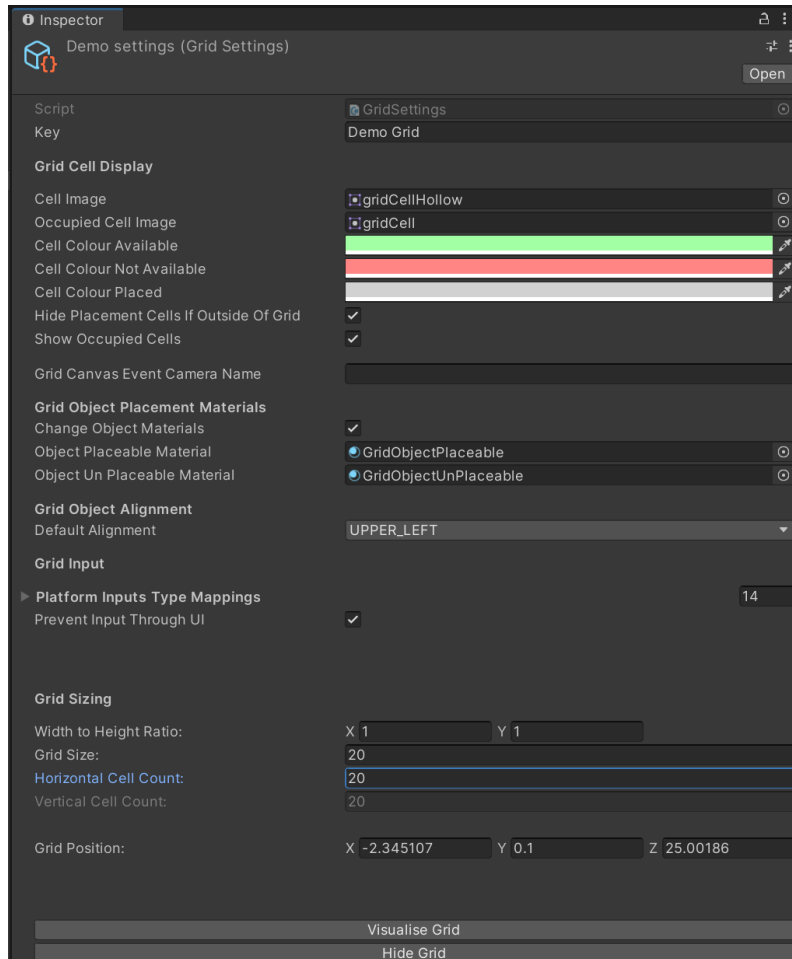 Inspector
Demo settings (Grid Settings)
Open
Script GridSettings
Key Demo Grid
Grid Cell Display
Cell Image gridCellHollow
Occupied Cell Image gridCell
Cell Colour Available
Cell Colour Not Available
Cell Colour Placed
Hide Placement Cells If Outside Of Grid
Show Occupied Cells
Grid Canvas Event Camera Name
Grid Object Placement Materials
Change Object Materials
Object Placeable Material GridObjectPlaceable
Object Un Placeable Material GridObjectUnPlaceable
Grid Object Alignment
Default Alignment UPPER_LEFT
Grid Input
Platform Inputs Type Mappings 14
Prevent Input Through UI
Grid Sizing
Width to Height Ratio: X 1 Y 1
Grid Size: 20
Horizontal Cell Count: 20
Vertical Cell Count: 20
Grid Position: X -2.345107 Y 0.1 Z 25.00186
Visualise Grid
Hide Grid